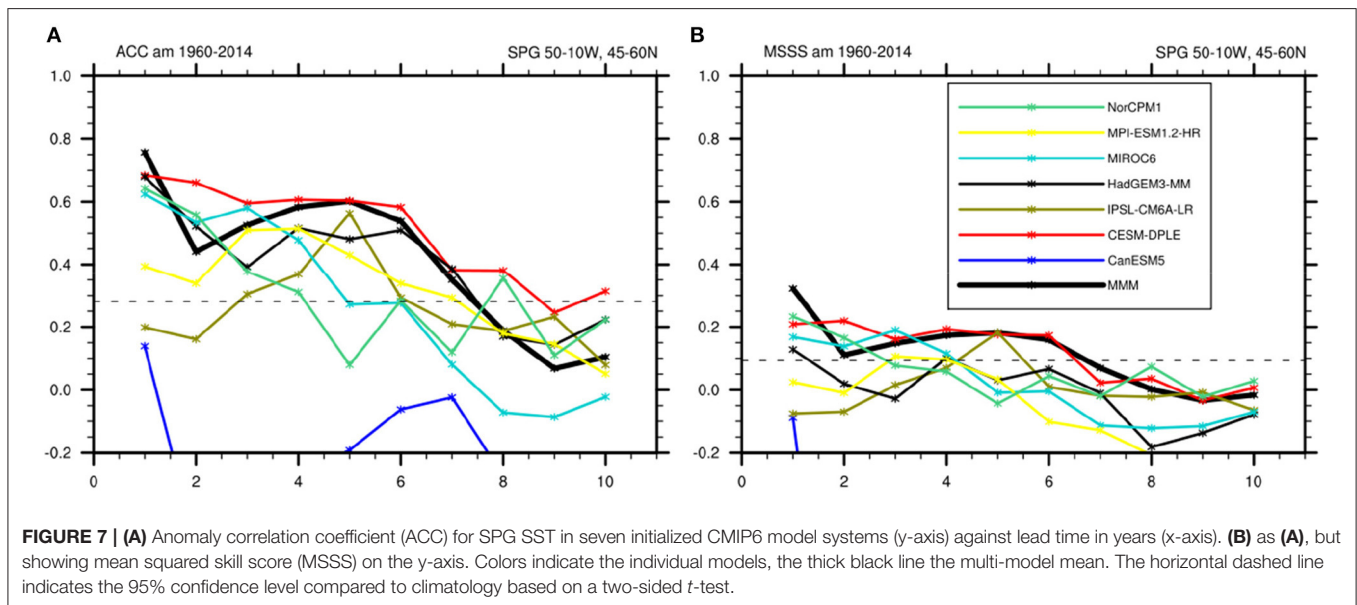 A
B
ACC am 1960-2014
SPG 50-10W, 45-60N
MSSS am 1960-2014
SPG 50-10W, 45-60N
1.0
0.8
0.6
0.4
0.2
0.0
-0.2
0
2
4
6
8
10
1.0
0.8
0.6
0.4
0.2
0.0
-0.2
0
2
4
6
8
10
NorCPM1
MPI-ESM1.2-HR
MIROC6
HadGEM3-MM
IPSL-CM6A-LR
CESM-DPLE
CanESM5
MMM
FIGURE 7 | (A) Anomaly correlation coefficient (ACC) for SPG SST in seven initialized CMIP6 model systems (y-axis) against lead time in years (x-axis). (B) as (A), but
showing mean squared skill score (MSSS) on the y-axis. Colors indicate the individual models, the thick black line the multi-model mean. The horizontal dashed line
indicates the 95% confidence level compared to climatology based on a two-sided t-test.